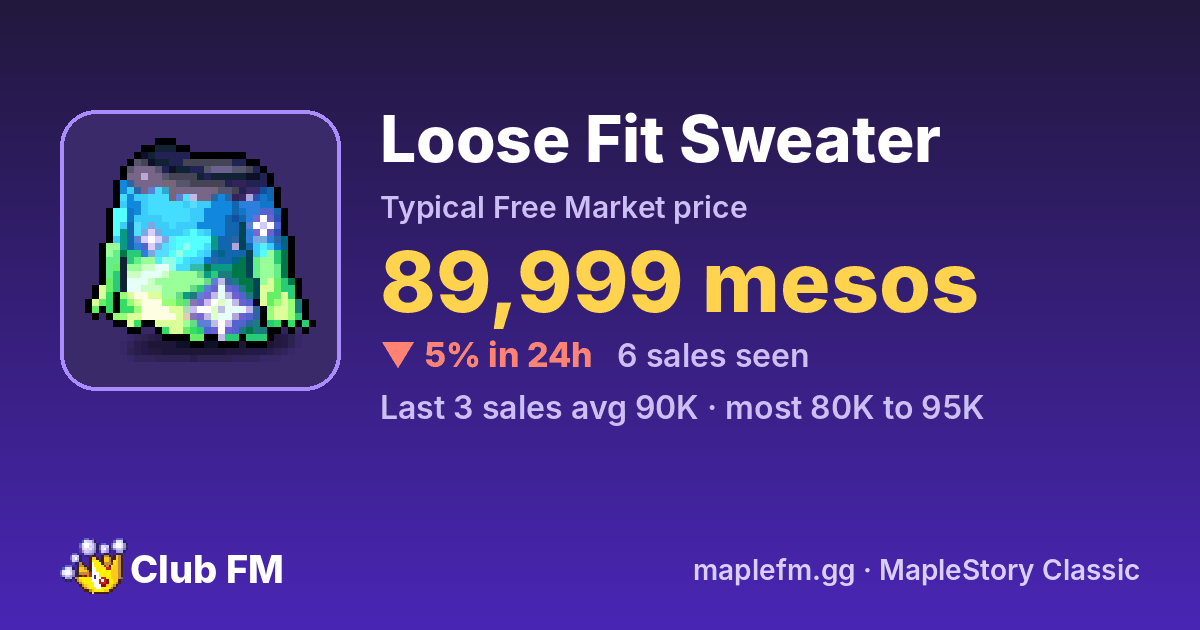 Loose Fit Sweater
Typical Free Market price
89,999 mesos
▼ 5% in 24h 6 sales seen
Last 3 sales avg 90K · most 80K to 95K
Club FM
maplefm.gg · MapleStory Classic